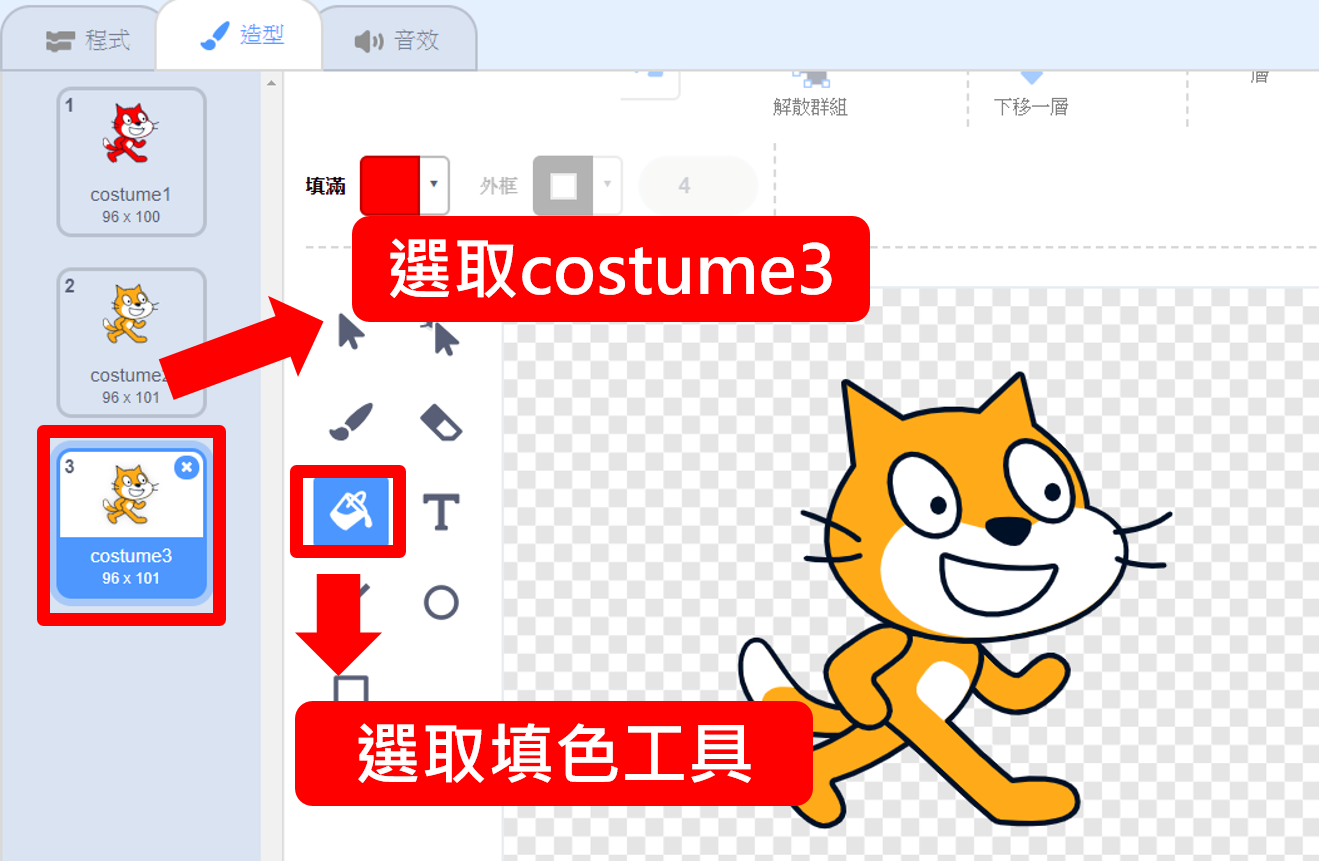 程式
造型
音效
1
costume1
96 x 100
2
costume2
96 x 101
3
costume3
96 x 101
解散群組
下移一層
層
填滿
外框
4
選取costume3
T
選取填色工具